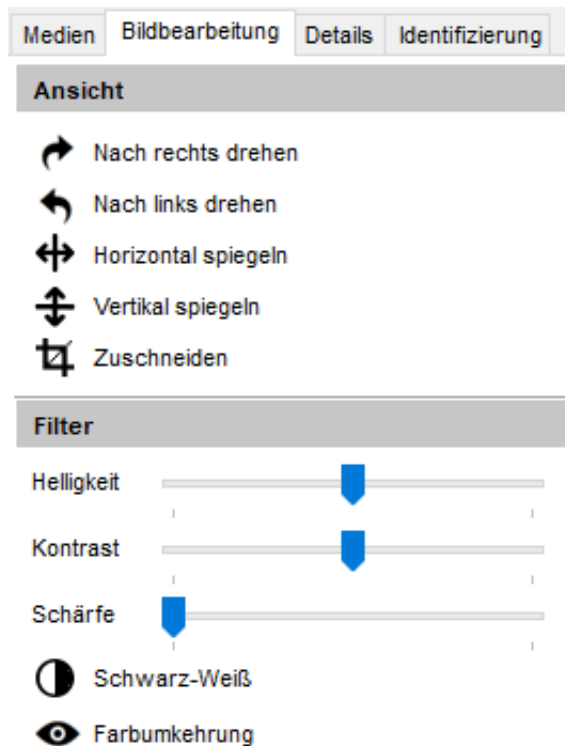 Medien Bildbearbeitung Details Identifizierung
Ansicht
Nach rechts drehen
Nach links drehen
Horizontal spiegeln
Vertikal spiegeln
Zuschneiden
Filter
Helligkeit
Kontrast
Schärfe
Schwarz-Weiß
Farbumkehrung